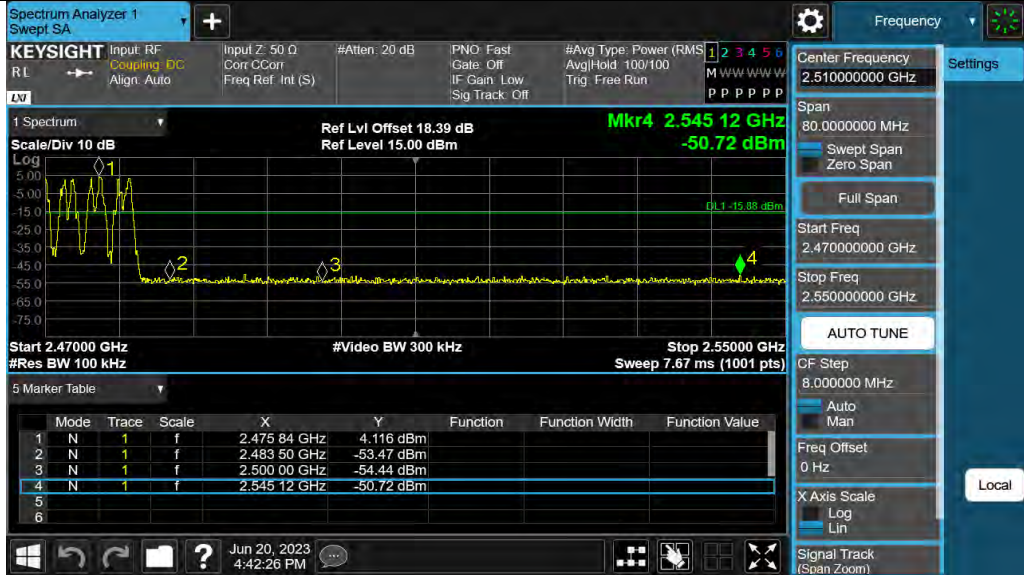 Spectrum Analyzer 1
Swept SA
+
Frequency
KEYSIGHT
R L
LXI
Input: RF
Coupling: DC
Align: Auto
Input Z: 50 Ω
Corr CCorr
Freq Ref: Int (S)
#Atten: 20 dB
PNO: Fast
Gate: Off
IF Gain: Low
Sig Track: Off
#Avg Type: Power (RMS
Avg|Hold: 100/100
Trig: Free Run
1 2 3 4 5 6
M W W W W W
P P P P P P
1 Spectrum
Scale/Div 10 dB
Ref Lvl Offset 18.39 dB
Ref Level 15.00 dBm
Mkr4 2.545 12 GHz
-50.72 dBm
Log
5.00
-5.00
-15.0
-25.0
-35.0
-45.0
-55.0
-65.0
-75.0
1
2
3
4
DL1 -15.88 dBm
Start 2.47000 GHz
#Video BW 300 kHz
Stop 2.55000 GHz
#Res BW 100 kHz
Sweep 7.67 ms (1001 pts)
5 Marker Table
Mode Trace Scale X Y Function Function Width Function Value
1 N 1 f 2.475 84 GHz 4.116 dBm
2 N 1 f 2.483 50 GHz -53.47 dBm
3 N 1 f 2.500 00 GHz -54.44 dBm
4 N 1 f 2.545 12 GHz -50.72 dBm
5
6
?
Jun 20, 2023
4:42:26 PM
Center Frequency
2.510000000 GHz
Settings
Span
80.0000000 MHz
Swept Span
Zero Span
Full Span
Start Freq
2.470000000 GHz
Stop Freq
2.550000000 GHz
AUTO TUNE
CF Step
8.000000 MHz
Auto
Man
Freq Offset
0 Hz
X Axis Scale
Log
Lin
Local
Signal Track
(Span Zoom)